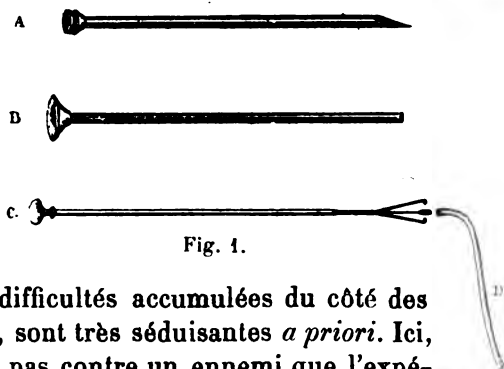 A
B
C.
D
Fig. 1.
difficultés accumulées du côté des
, sont très séduisantes a priori. Ici,
pas contre un ennemi que l'expé-